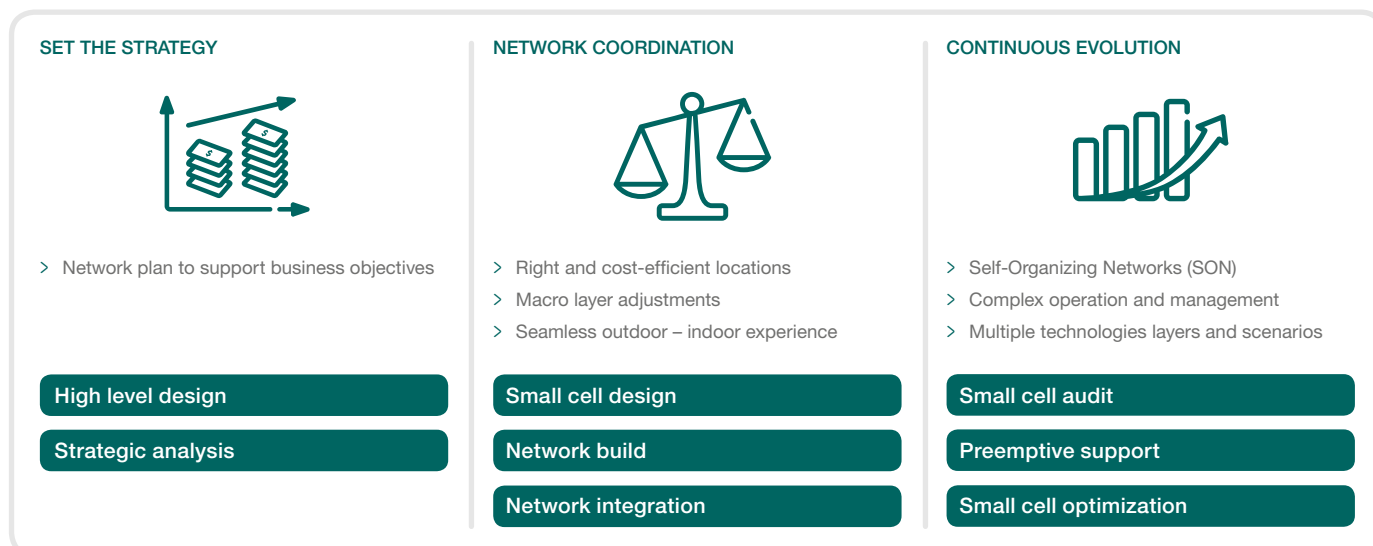 SET THE STRATEGY
$
$
> Network plan to support business objectives
High level design
Strategic analysis
NETWORK COORDINATION
> Right and cost-efficient locations
> Macro layer adjustments
> Seamless outdoor – indoor experience
Small cell design
Network build
Network integration
CONTINUOUS EVOLUTION
> Self-Organizing Networks (SON)
> Complex operation and management
> Multiple technologies layers and scenarios
Small cell audit
Preemptive support
Small cell optimization